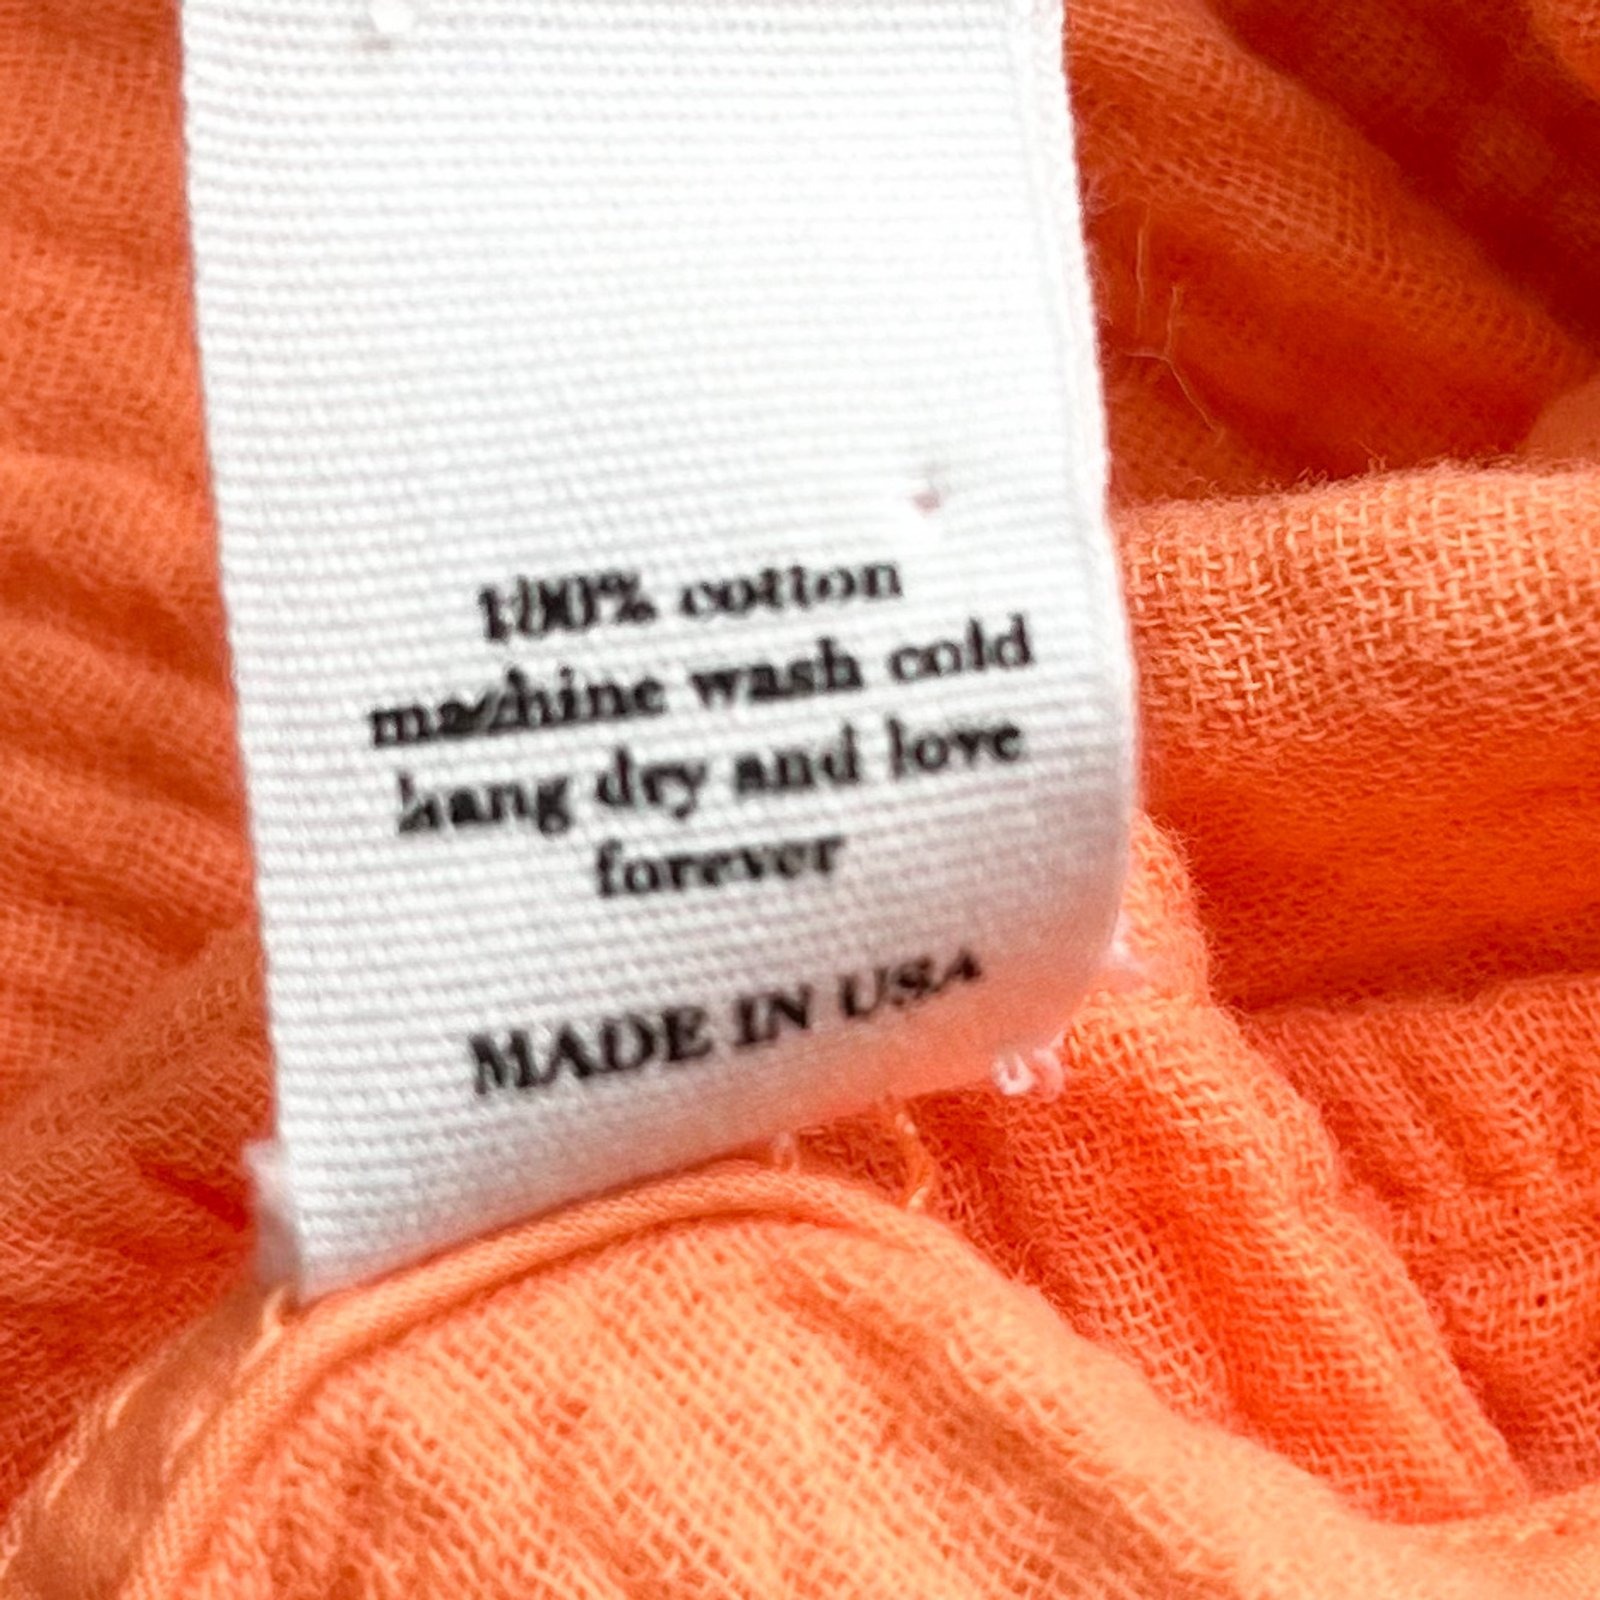 100% cotton
machine wash cold
hang dry and love
forever
MADE IN USA